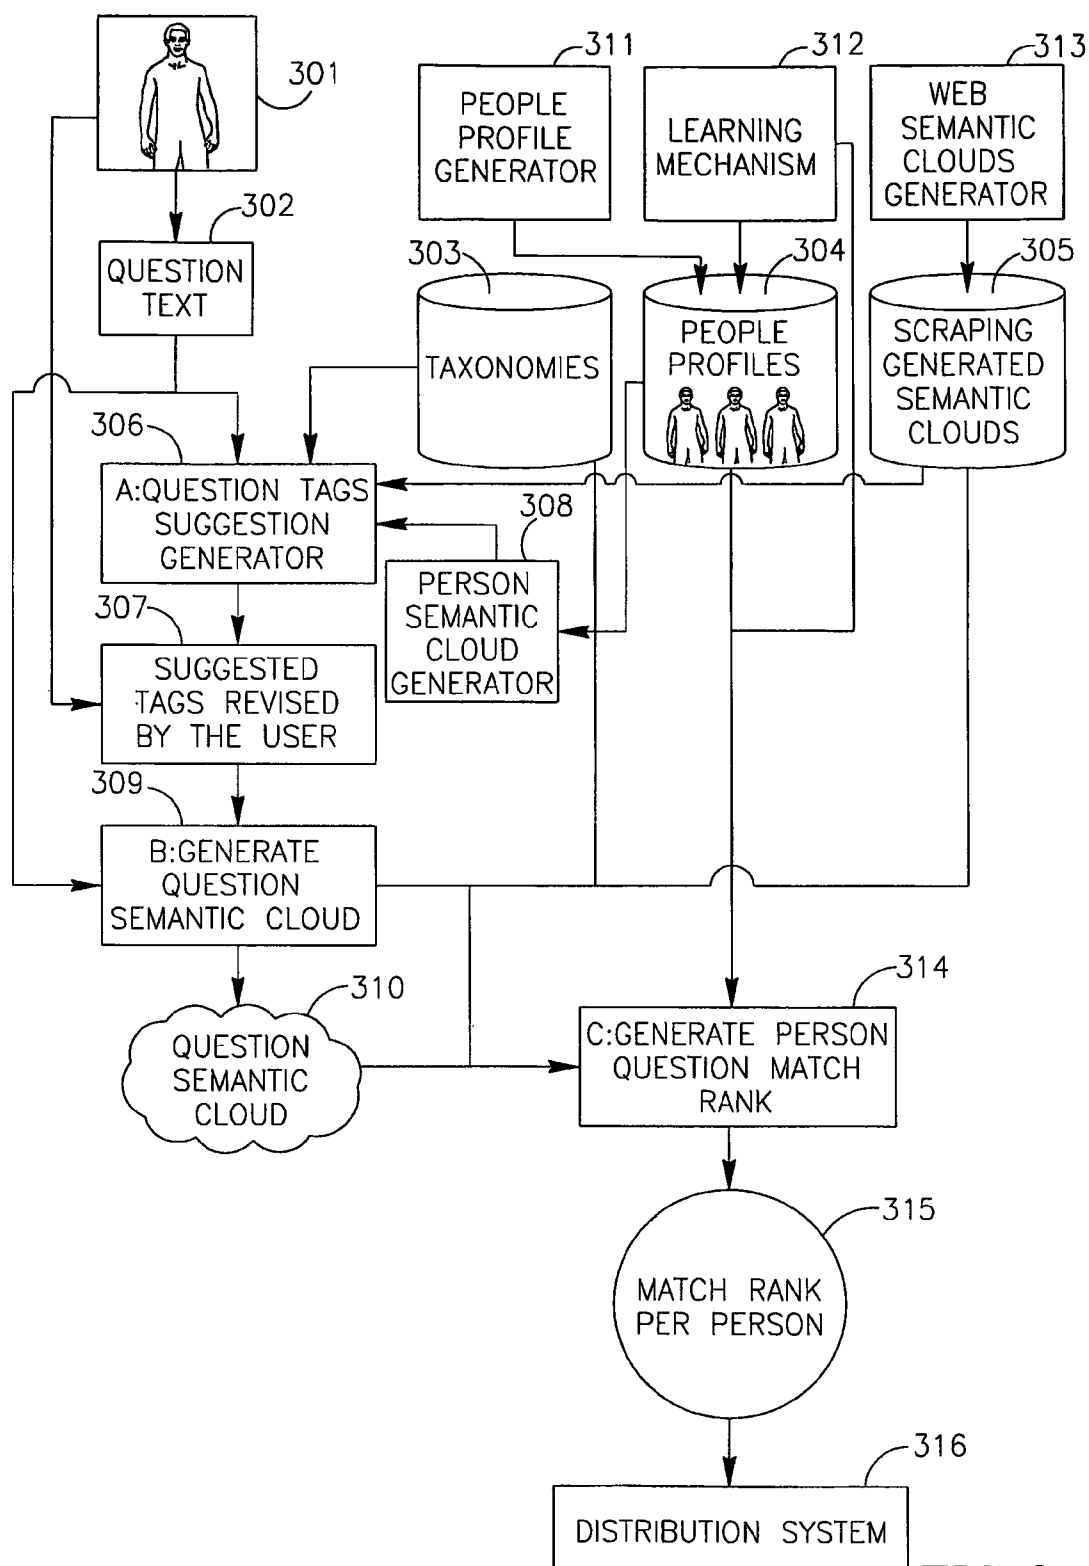 301
311
PEOPLE
PROFILE
GENERATOR
312
LEARNING
MECHANISM
313
WEB
SEMANTIC
CLOUDS
GENERATOR
302
QUESTION
TEXT
303
TAXONOMIES
304
PEOPLE
PROFILES
305
SCRAPING
GENERATED
SEMANTIC
CLOUDS
306
A:QUESTION TAGS
SUGGESTION
GENERATOR
308
PERSON
SEMANTIC
CLOUD
GENERATOR
307
SUGGESTED
TAGS REVISED
BY THE USER
309
B:GENERATE
QUESTION
SEMANTIC CLOUD
310
QUESTION
SEMANTIC
CLOUD
314
C:GENERATE PERSON
QUESTION MATCH
RANK
315
MATCH RANK
PER PERSON
316
DISTRIBUTION SYSTEM